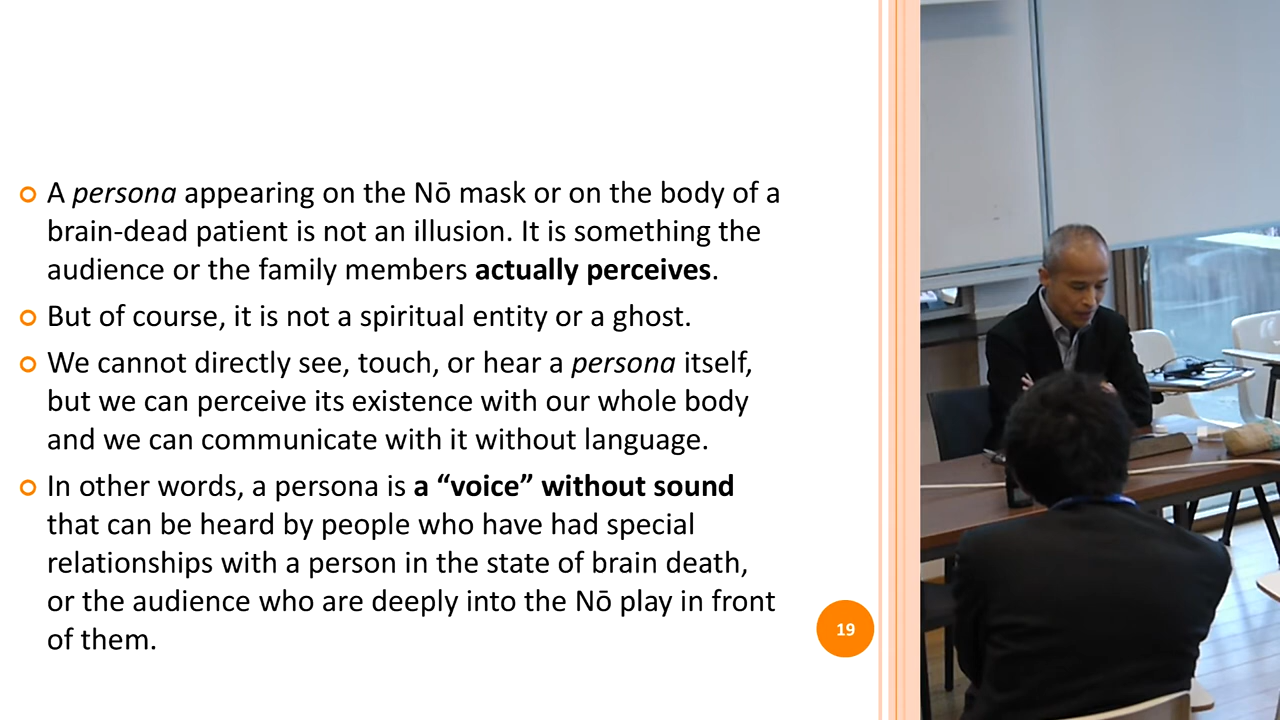 A persona appearing on the Nō mask or on the body of a
brain-dead patient is not an illusion. It is something the
audience or the family members actually perceives.
But of course, it is not a spiritual entity or a ghost.
We cannot directly see, touch, or hear a persona itself,
but we can perceive its existence with our whole body
and we can communicate with it without language.
In other words, a persona is a “voice” without sound
that can be heard by people who have had special
relationships with a person in the state of brain death,
or the audience who are deeply into the Nō play in front
of them.
19